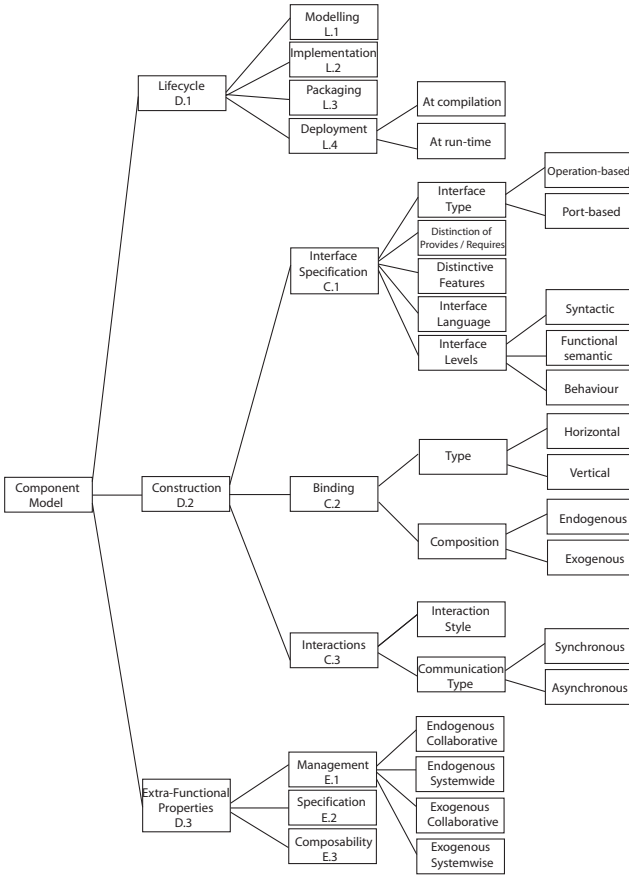 Component
Model
Lifecycle
D.1
Modelling
L.1
Implementation
L.2
Packaging
L.3
Deployment
L.4
At compilation
At run-time
Construction
D.2
Interface
Specification
C.1
Interface
Type
Operation-based
Port-based
Distinction of
Provides / Requires
Distinctive
Features
Interface
Language
Interface
Levels
Syntactic
Functional
semantic
Behaviour
Binding
C.2
Type
Horizontal
Vertical
Composition
Endogenous
Exogenous
Interactions
C.3
Interaction
Style
Communication
Type
Synchronous
Asynchronous
Extra-Functional
Properties
D.3
Management
E.1
Endogenous
Collaborative
Endogenous
Systemwide
Exogenous
Collaborative
Exogenous
Systemwise
Specification
E.2
Composability
E.3